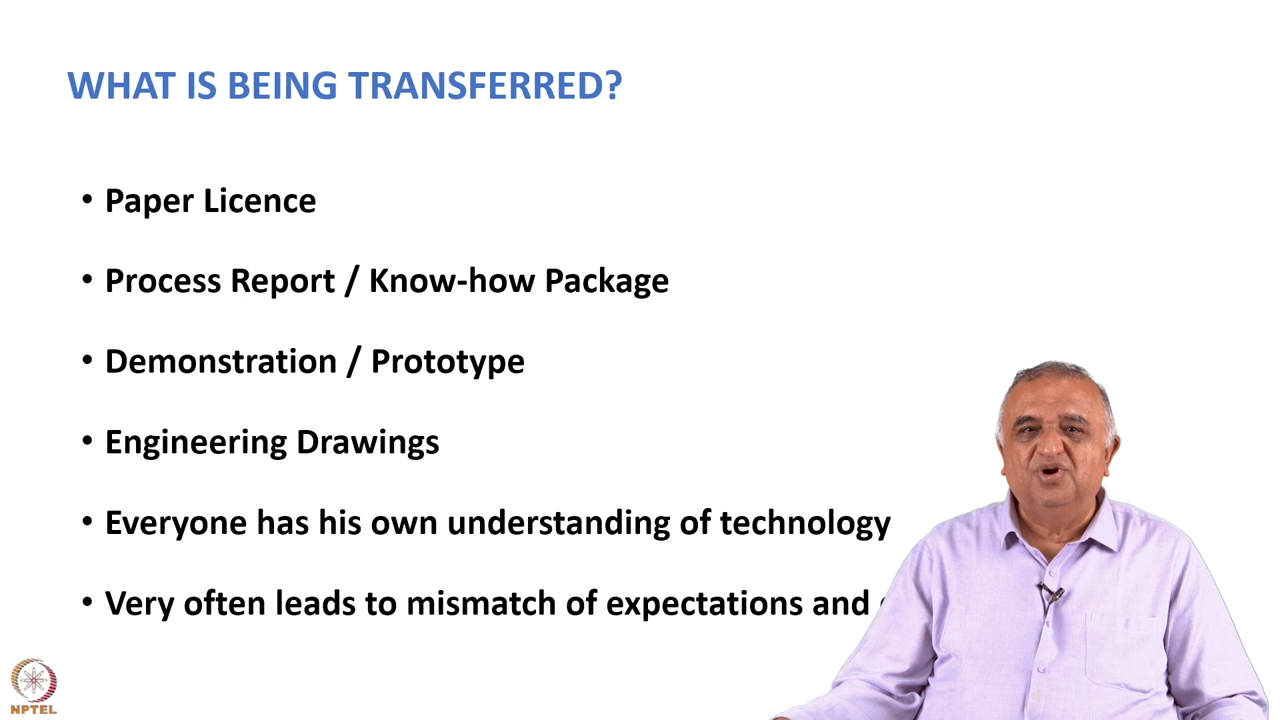 WHAT IS BEING TRANSFERRED?
• Paper Licence
• Process Report / Know-how Package
• Demonstration / Prototype
• Engineering Drawings
• Everyone has his own understanding of technology
• Very often leads to mismatch of expectations and
NPTEL